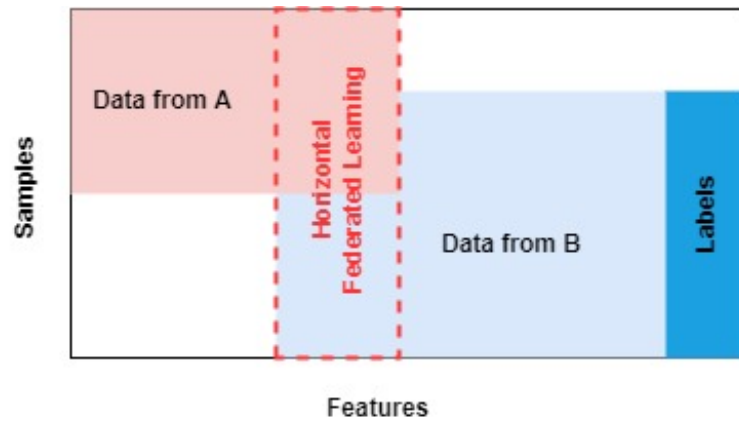 Data from A
Horizontal
Federated Learning
Samples
Data from B
Labels
Features